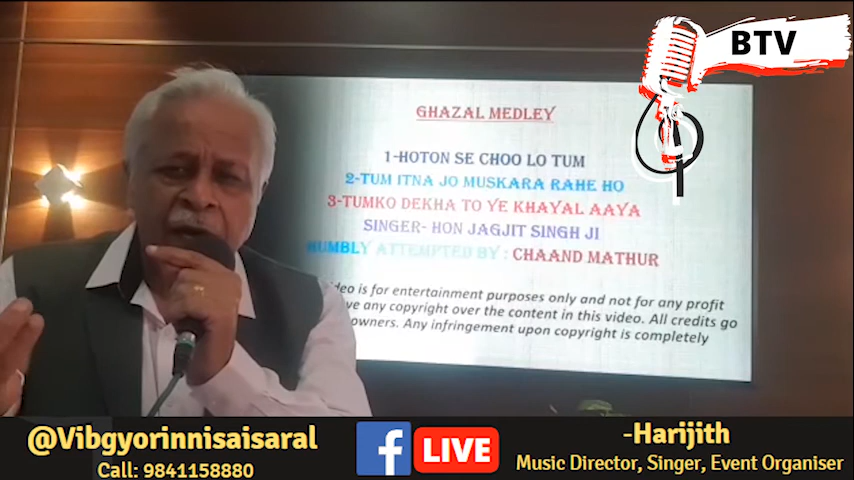 BTV
GHAZAL MEDLEY
1-HOTON SE CHOO LO TUM
2-TUM ITNA JO MUSKARA RAHE HO
3-TUMKO DEKHA TO YE KHAYAL AAYA
SINGER- HON JAGJIT SINGH JI
HUMBLY ATTEMPTED BY : CHAAND MATHUR
deo is for entertainment purposes only and not for any profit
ve any copyright over the content in this video. All credits go
owners. Any infringement upon copyright is completely
@Vibgyorinnisaisaral
Call: 9841158880
f LIVE
-Harijith
Music Director, Singer, Event Organiser